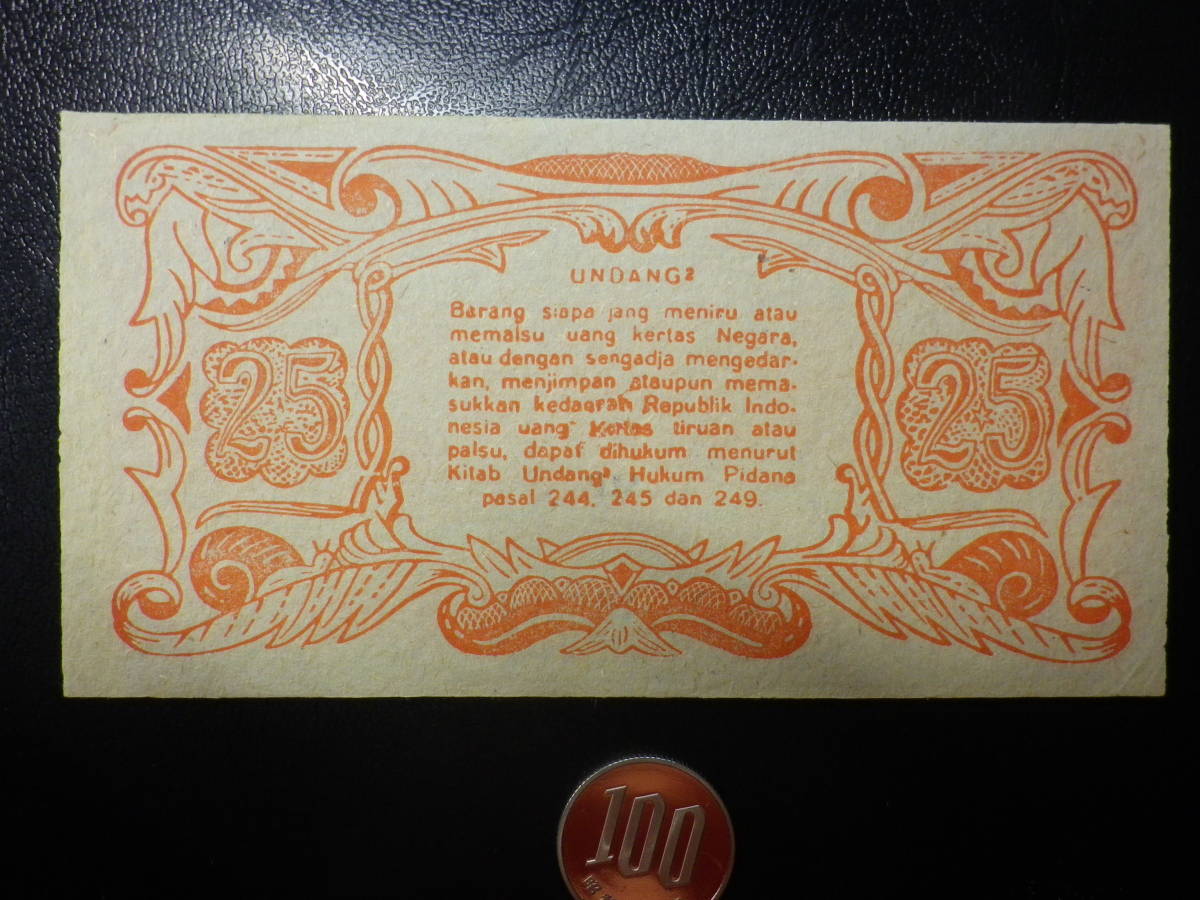 UNDANG²
Barang siapa jang meniru atau
memalsu uang kertas Negara,
atau dengan sengadja mengedar-
kan, menjimpan ataupun mema-
sukkan kedaerah Republik Indo-
nesia uang kertas tiruan atau
palsu, dapat dihukum menurut
Kitab Undang² Hukum Pidana
pasal 244, 245 dan 249.
25
25
100